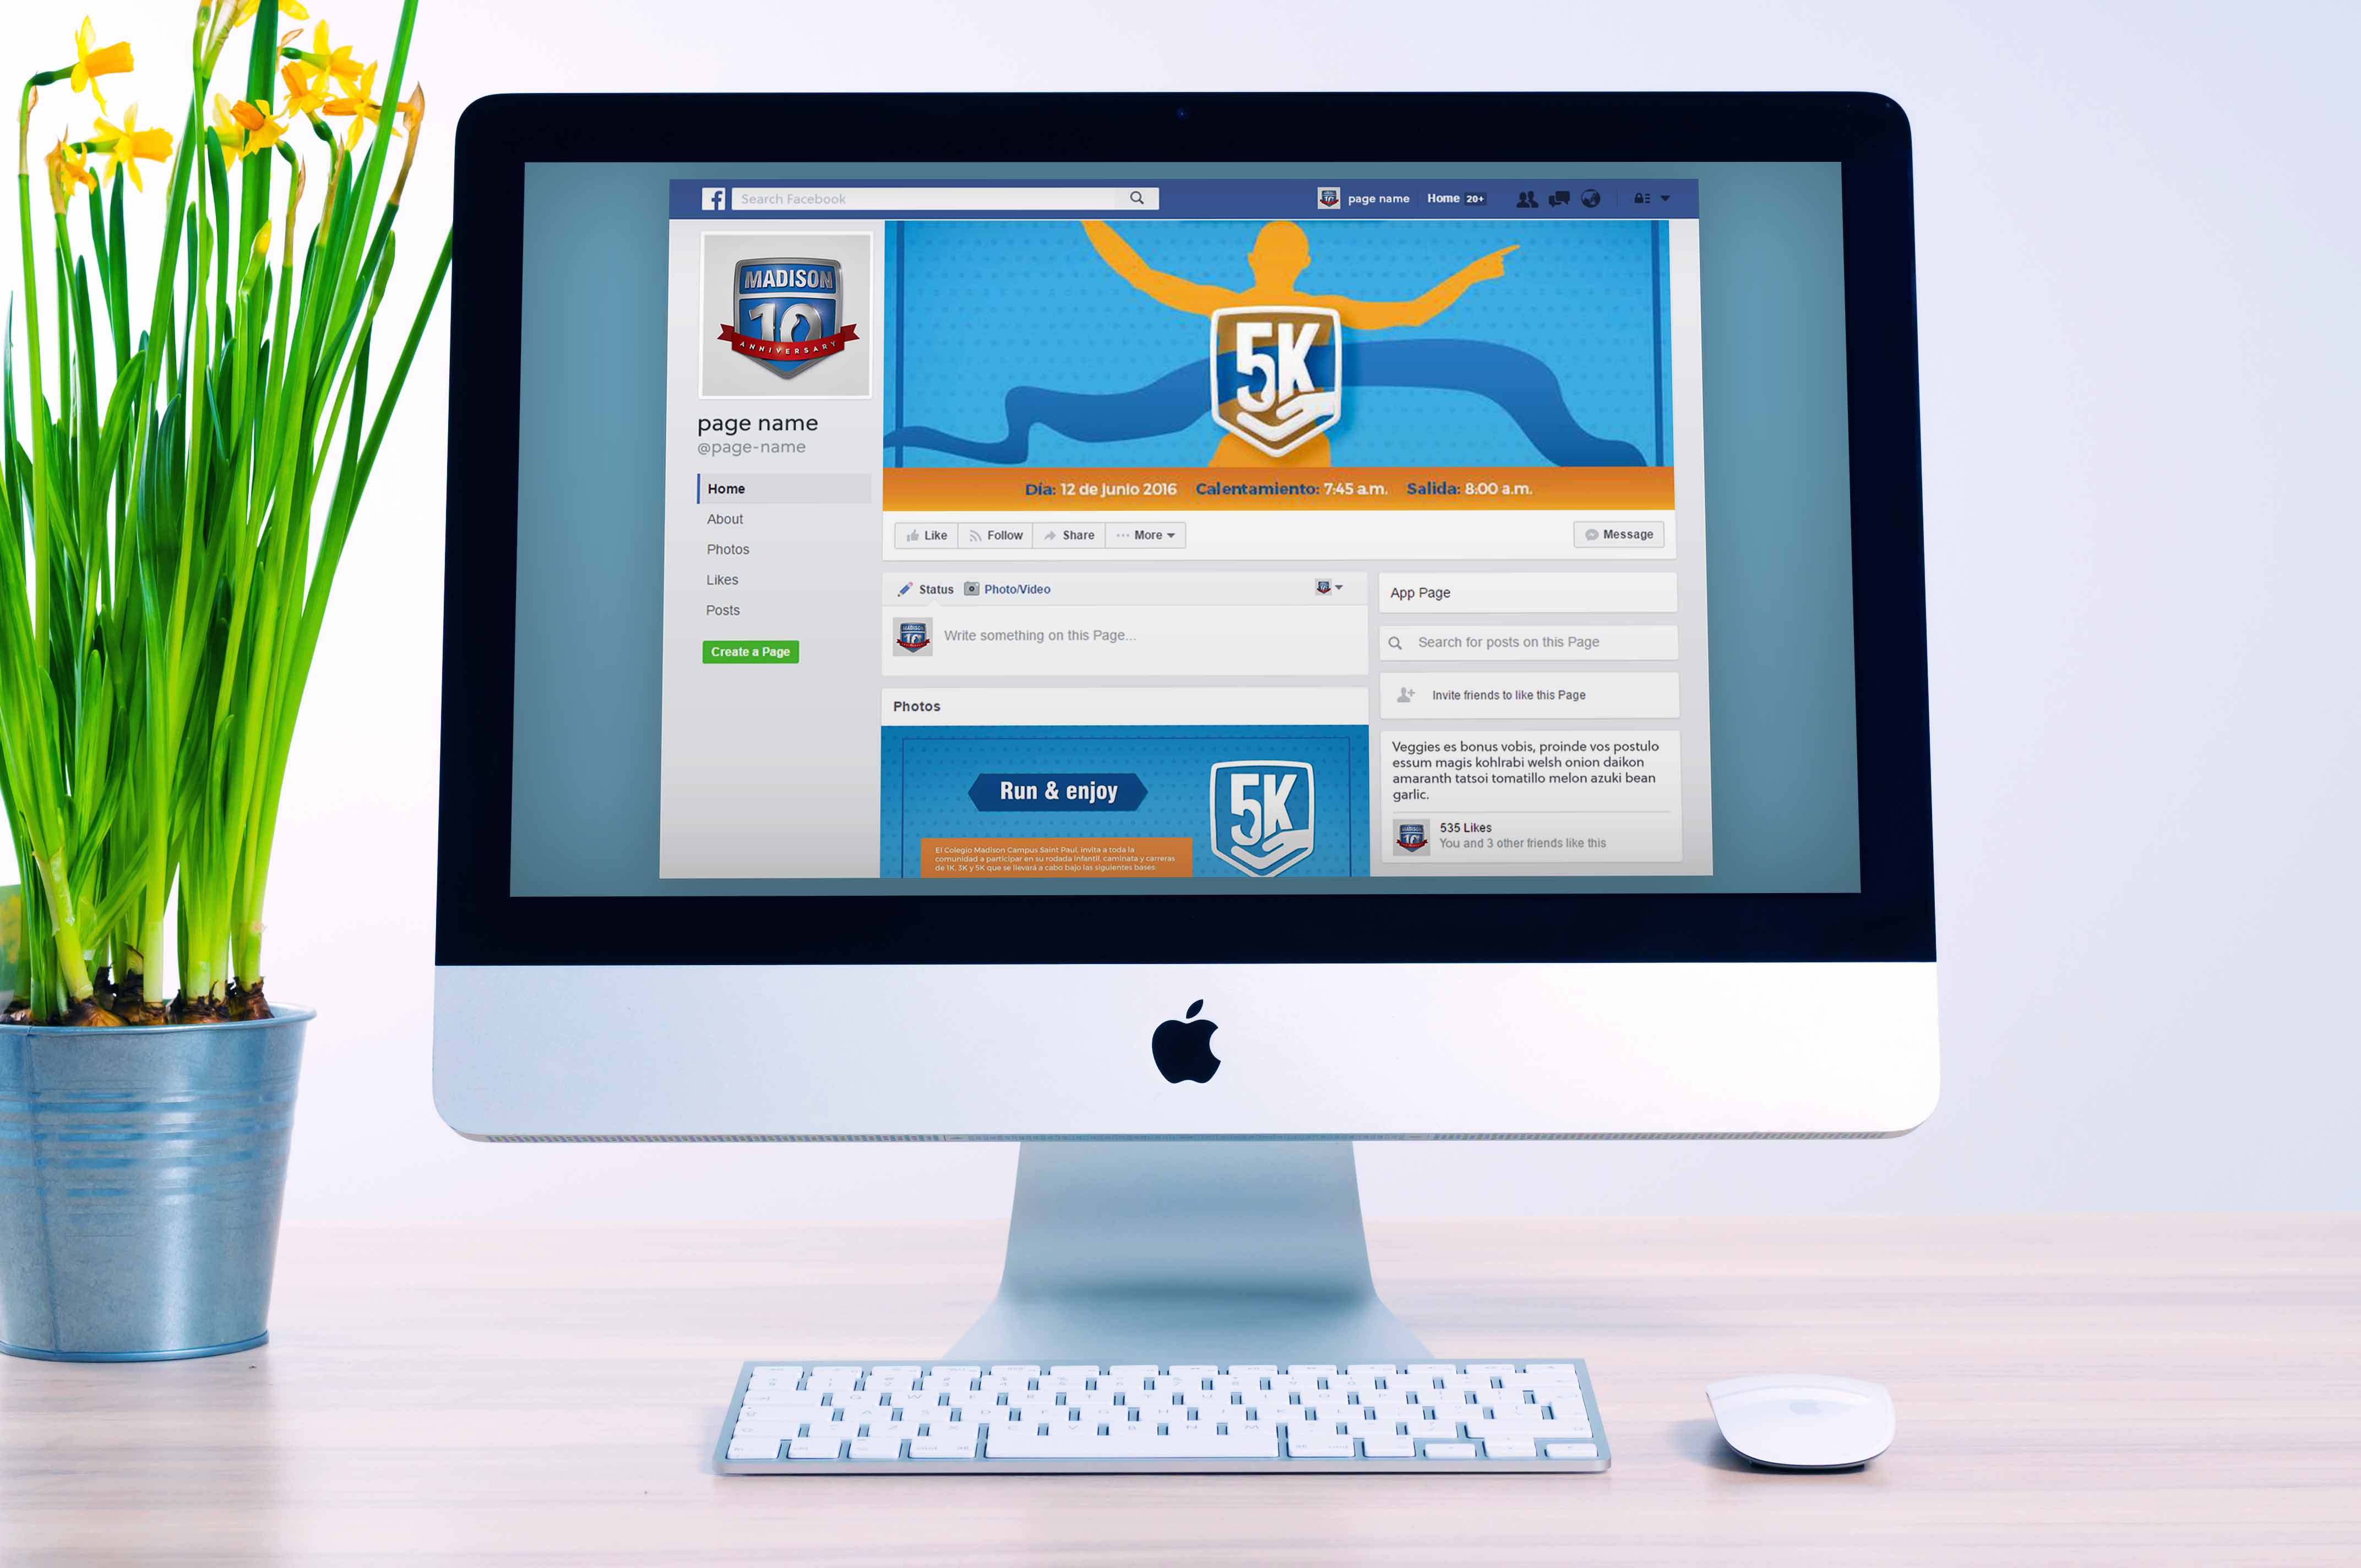 Search Facebook
page name
Home 20+
MADISON
10
ANNIVERSARY
page name
@page-name
Home
About
Photos
Likes
Posts
Create a Page
5K
Día: 12 de junio 2016 Calentamiento: 7:45 a.m. Salida: 8:00 a.m.
Like
Follow
Share
More
Message
Status
Photo/Video
MADISON
10
Write something on this Page...
Photos
Run & enjoy
El Colegio Madison Campus Saint Paul, invita a toda la
comunidad a participar en su rodada infantil, caminata y carreras
de 1K, 3K y 5K que se llevará a cabo bajo las siguientes bases:
5K
App Page
Search for posts on this Page
Invite friends to like this Page
Veggies es bonus vobis, proinde vos postulo
essum magis kohlrabi welsh onion daikon
amaranth tatsoi tomatillo melon azuki bean
garlic.
MADISON
10
535 Likes
You and 3 other friends like this